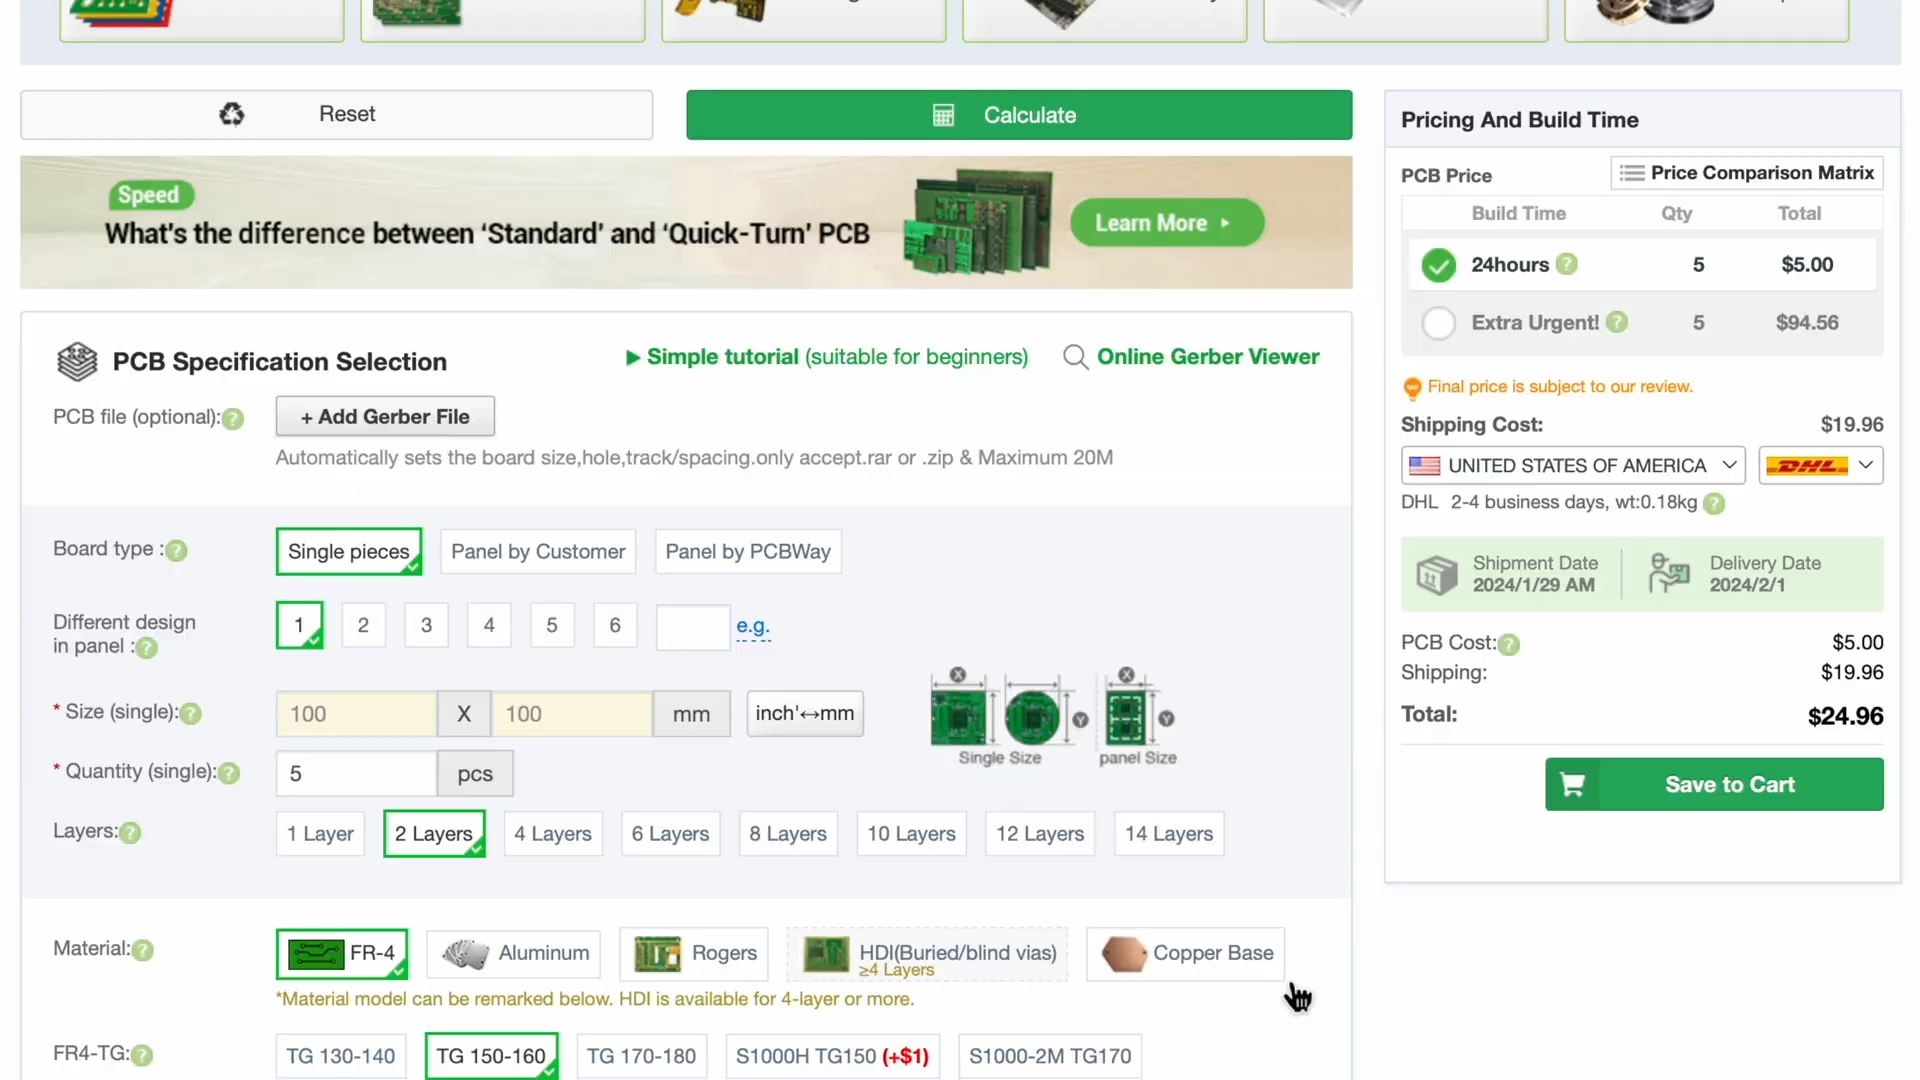 Reset
Calculate
Speed
What's the difference between 'Standard' and 'Quick-Turn' PCB
Learn More
PCB Specification Selection
Simple tutorial (suitable for beginners)
Online Gerber Viewer
PCB file (optional): ?
+ Add Gerber File
Automatically sets the board size,hole,track/spacing.only accept.rar or .zip & Maximum 20M
Board type : ?
Single pieces
Panel by Customer
Panel by PCBWay
Different design
in panel : ?
1 2 3 4 5 6 e.g.
* Size (single): ?
100 X 100 mm
inch'↔mm
X X
Y Y
Single Size
panel Size
* Quantity (single): ?
5 pcs
Layers: ?
1 Layer
2 Layers
4 Layers
6 Layers
8 Layers
10 Layers
12 Layers
14 Layers
Material: ?
FR-4
Aluminum
Rogers
HDI(Buried/blind vias)
≥4 Layers
Copper Base
*Material model can be remarked below. HDI is available for 4-layer or more.
FR4-TG: ?
TG 130-140
TG 150-160
TG 170-180
S1000H TG150 (+$1)
S1000-2M TG170
Pricing And Build Time
PCB Price
Price Comparison Matrix
Build Time Qty Total
24hours ? 5 $5.00
Extra Urgent! ? 5 $94.56
Final price is subject to our review.
Shipping Cost: $19.96
UNITED STATES OF AMERICA
DHL
DHL 2-4 business days, wt:0.18kg ?
Shipment Date
2024/1/29 AM
Delivery Date
2024/2/1
PCB Cost: ? $5.00
Shipping: $19.96
Total: $24.96
Save to Cart